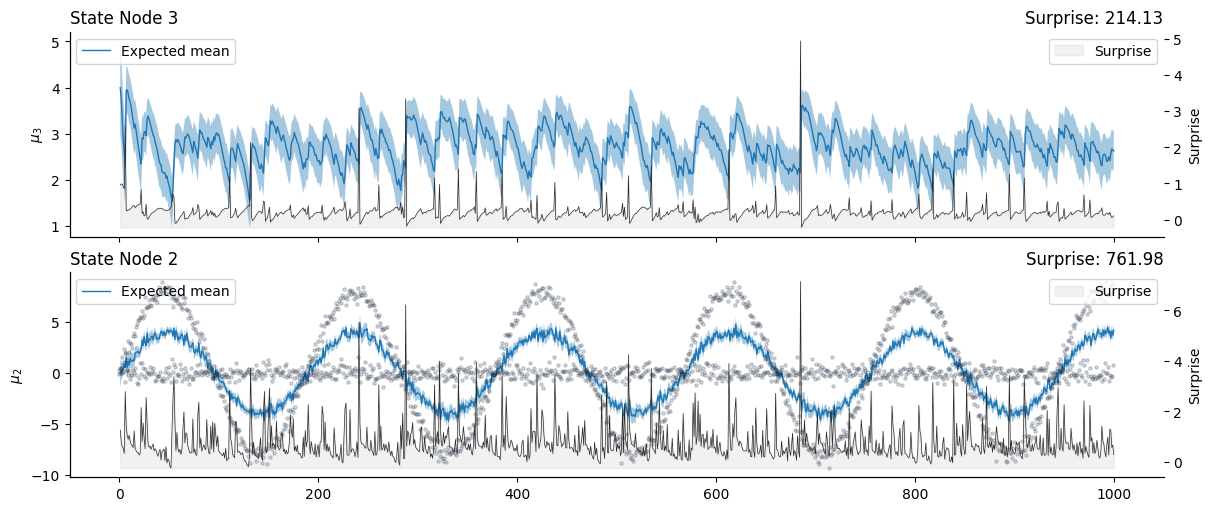 State Node 3 Surprise: 214.13
Expected mean
Surprise
5
4
3
2
1
μ3
5
4
3
2
1
0
Surprise
State Node 2 Surprise: 761.98
Expected mean
Surprise
5
0
−5
−10
μ2
6
4
2
0
Surprise
0 200 400 600 800 1000